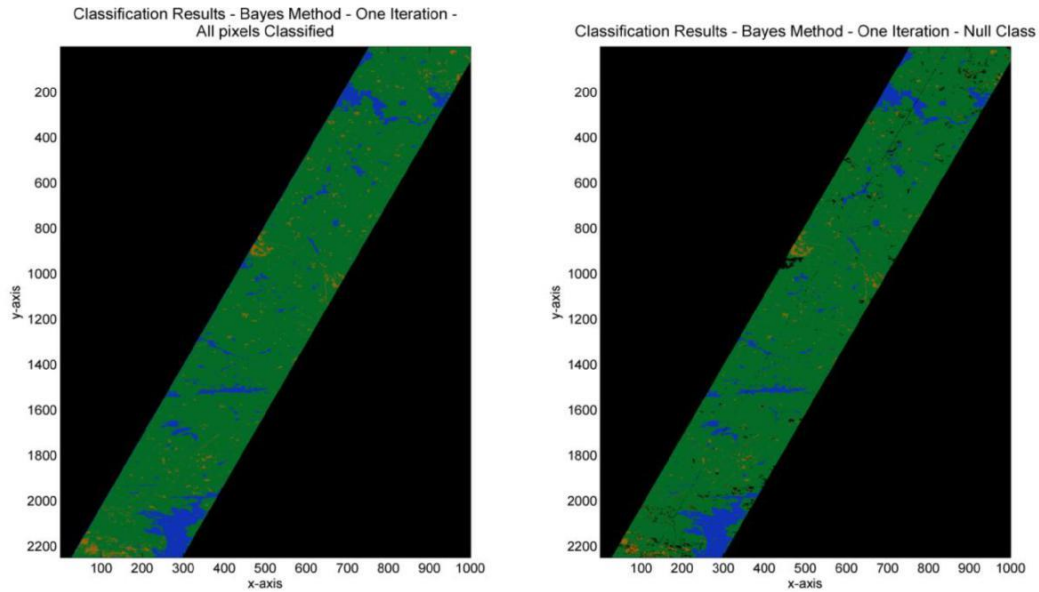 Classification Results - Bayes Method - One Iteration -
All pixels Classified
200
400
600
800
1000
1200
1400
1600
1800
2000
2200
y-axis
100 200 300 400 500 600 700 800 900 1000
x-axis
Classification Results - Bayes Method - One Iteration - Null Class
200
400
600
800
1000
1200
1400
1600
1800
2000
2200
y-axis
100 200 300 400 500 600 700 800 900 1000
x-axis